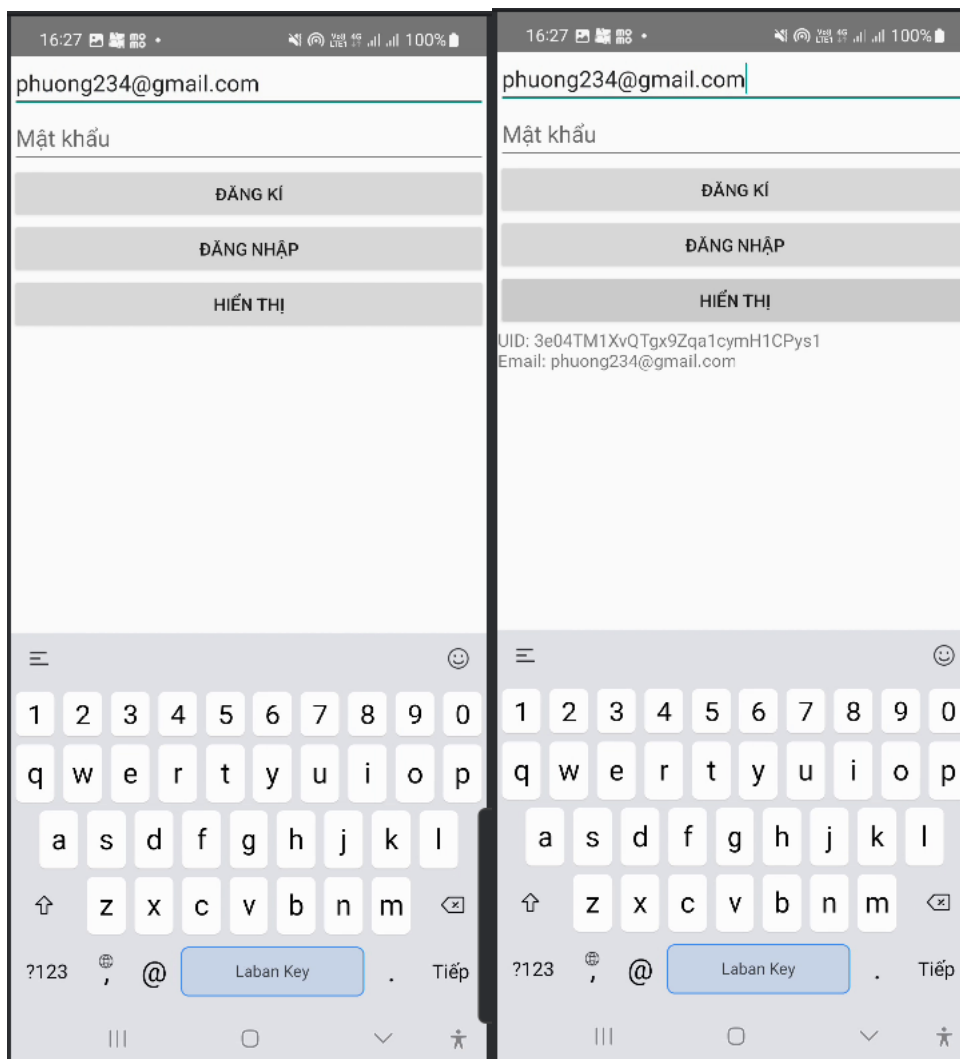 16:27 100%
phuong234@gmail.com
Mật khẩu
ĐĂNG KÍ
ĐĂNG NHẬP
HIỂN THỊ
1 2 3 4 5 6 7 8 9 0
q w e r t y u i o p
a s d f g h j k l
z x c v b n m
?123 , @ Laban Key . Tiếp
16:27 100%
phuong234@gmail.com
Mật khẩu
ĐĂNG KÍ
ĐĂNG NHẬP
HIỂN THỊ
UID: 3e04TM1XvQTgx9Zqa1cymH1CPys1
Email: phuong234@gmail.com
1 2 3 4 5 6 7 8 9 0
q w e r t y u i o p
a s d f g h j k l
z x c v b n m
?123 , @ Laban Key . Tiếp